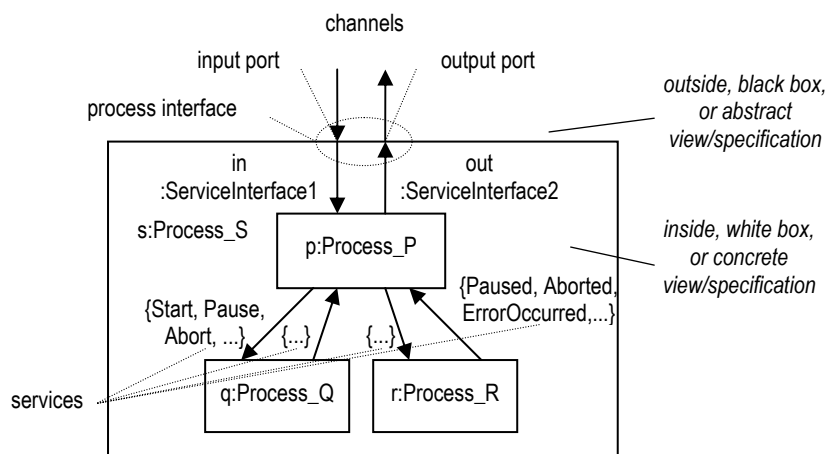 channels
input port
output port
process interface
outside, black box,
or abstract
view/specification
in
:ServiceInterface1
out
:ServiceInterface2
s:Process_S
p:Process_P
inside, white box,
or concrete
view/specification
{Start, Pause,
Abort, ...}
{...}
{...}
{Paused, Aborted,
ErrorOccurred,...}
services
q:Process_Q
r:Process_R